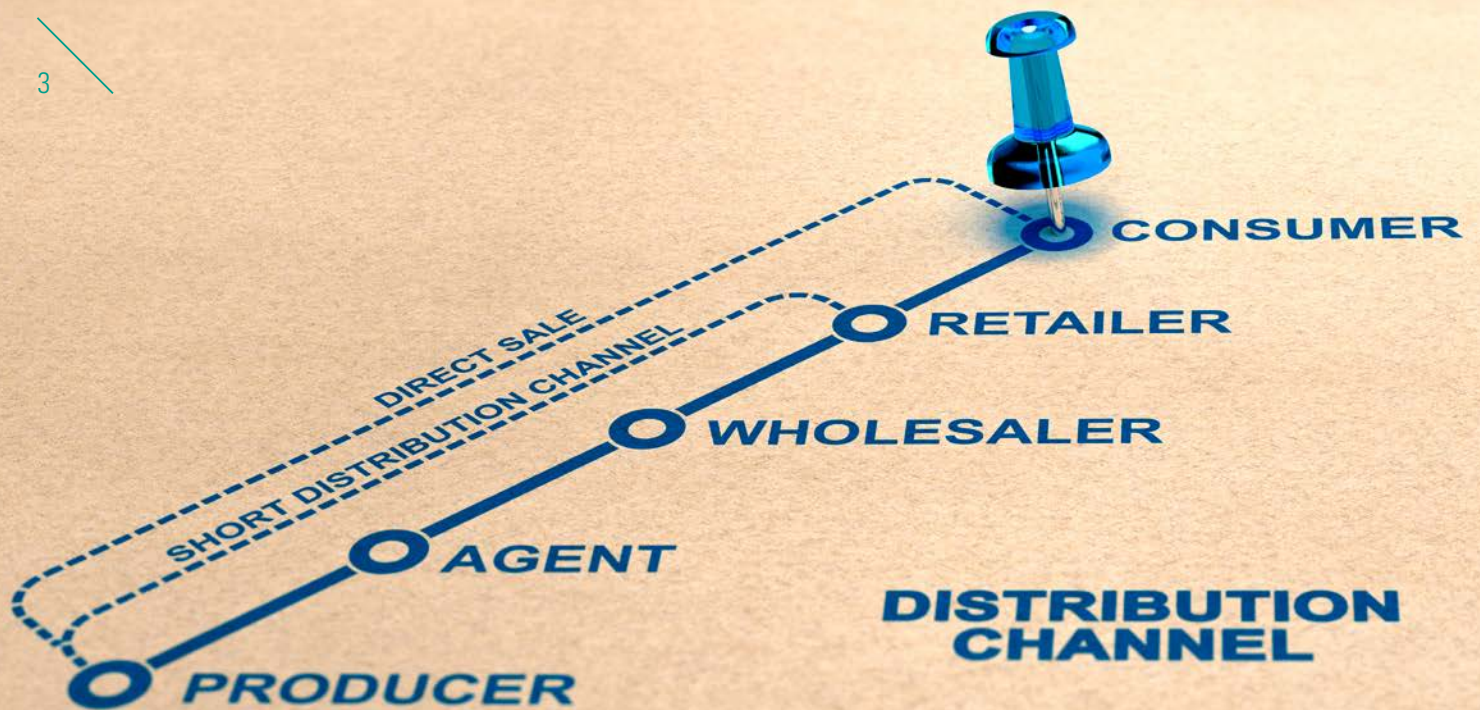 3
CONSUMER
RETAILER
DIRECT SALE
SHORT DISTRIBUTION CHANNEL
WHOLESALER
AGENT
PRODUCER
DISTRIBUTION
CHANNEL